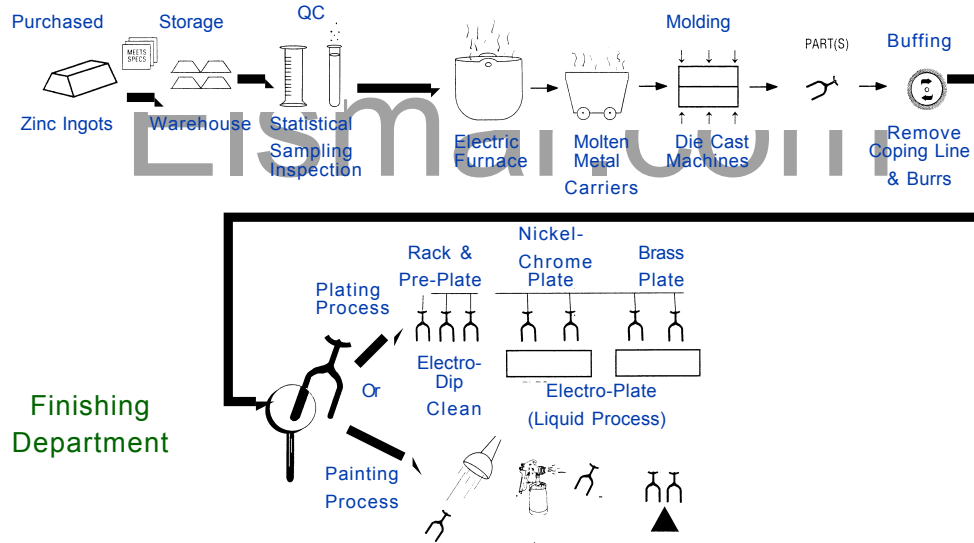 Purchased
Storage
QC
Molding
MEETS
SPECS
PART(S)
Buffing
Zinc Ingots
Warehouse
Statistical
Sampling
Inspection
Electric
Furnace
Molten
Metal
Carriers
Die Cast
Machines
Remove
Coping Line
& Burrs
Elsmar.com
Rack &
Pre-Plate
Nickel-
Chrome
Plate
Brass
Plate
Plating
Process
Or
Electro-
Dip
Clean
Electro-Plate
(Liquid Process)
Finishing
Department
Painting
Process